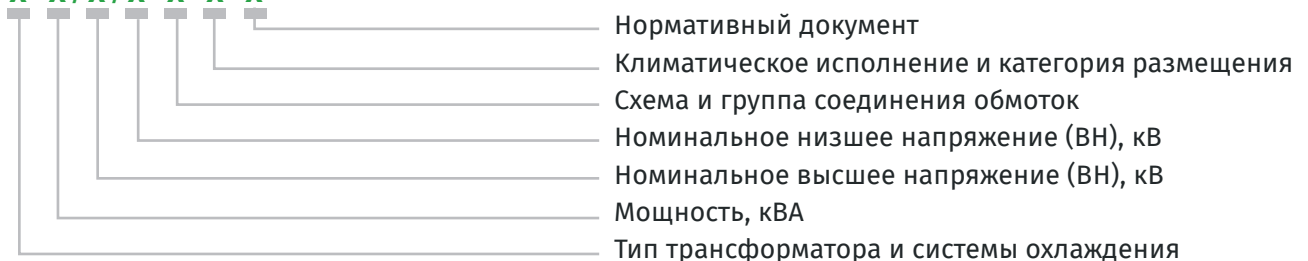 Нормативный документ
Климатическое исполнение и категория размещения
Схема и группа соединения обмоток
Номинальное низшее напряжение (ВН), кВ
Номинальное высшее напряжение (ВН), кВ
Мощность, кВА
Тип трансформатора и системы охлаждения